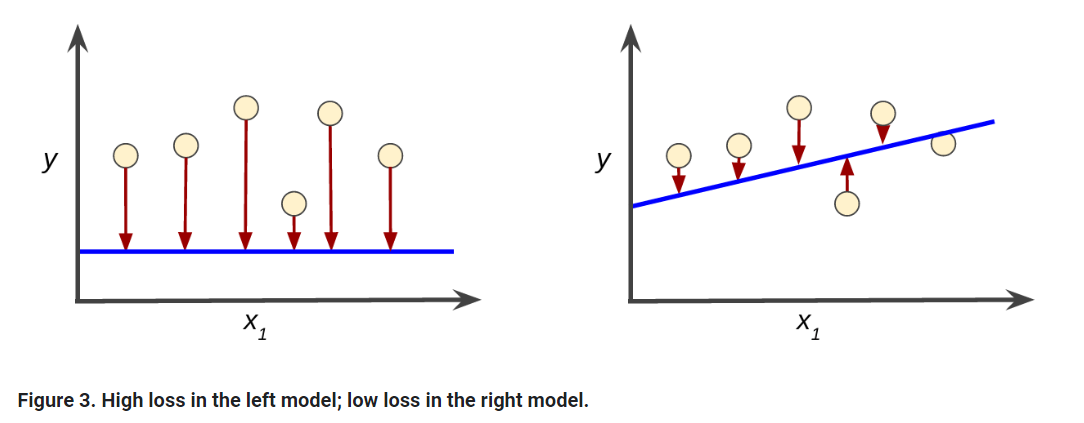 y
x1
y
x1
Figure 3. High loss in the left model; low loss in the right model.